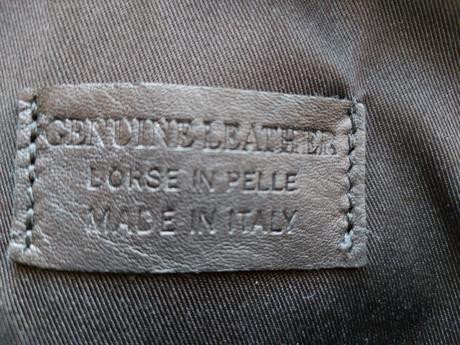 GENUINE LEATHER
BORSE IN PELLE
MADE IN ITALY